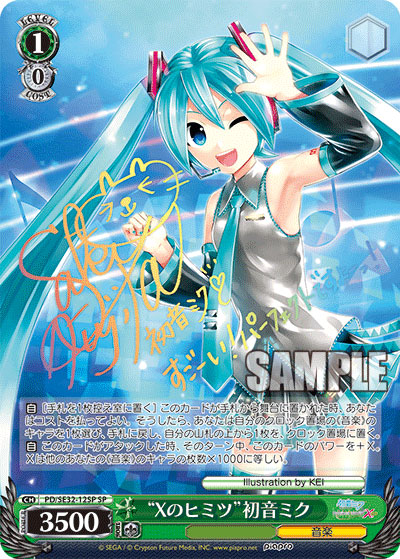 LEVEL
1
0
COST
Saki Fujita
初音ミク♡
すごーい!パーフェクト!
SAMPLE
自 [手札を1枚控え室に置く] このカードが手札から舞台に置かれた時、あなた
はコストを払ってよい。そうしたら、あなたは自分のクロック置場の《音楽》の
キャラを1枚選び、手札に戻し、自分の山札の上から1枚を、クロック置場に置く。
自 このカードがアタックした時、そのターン中、このカードのパワーを+X。
Xは他のあなたの《音楽》のキャラの枚数×1000に等しい。
Illustration by KEI
CH PD/SE32-12SP SP
3500
“Xのヒミツ”初音ミク
音楽
© SEGA / © Crypton Future Media, INC. www.piapro.net piapro